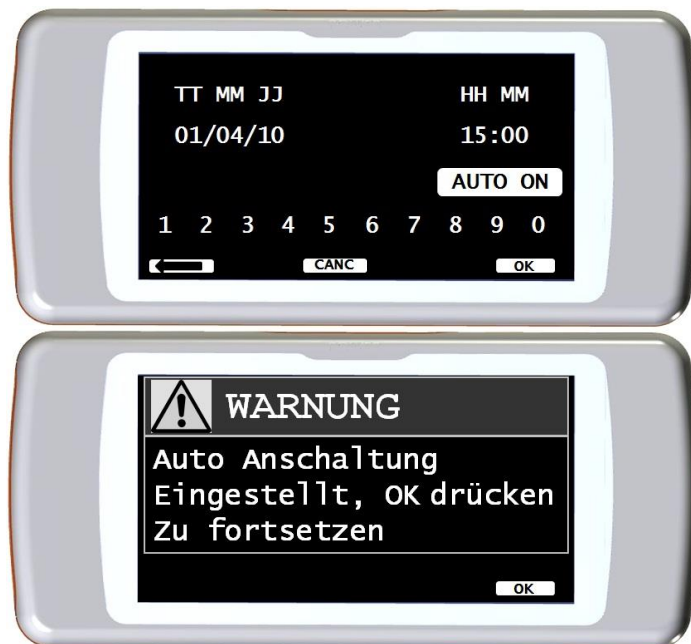 TT MM JJ HH MM
01/04/10 15:00
AUTO ON
1 2 3 4 5 6 7 8 9 0
CANC OK
WARNUNG
Auto Anschaltung
Eingestellt, OK drücken
Zu fortsetzen
OK